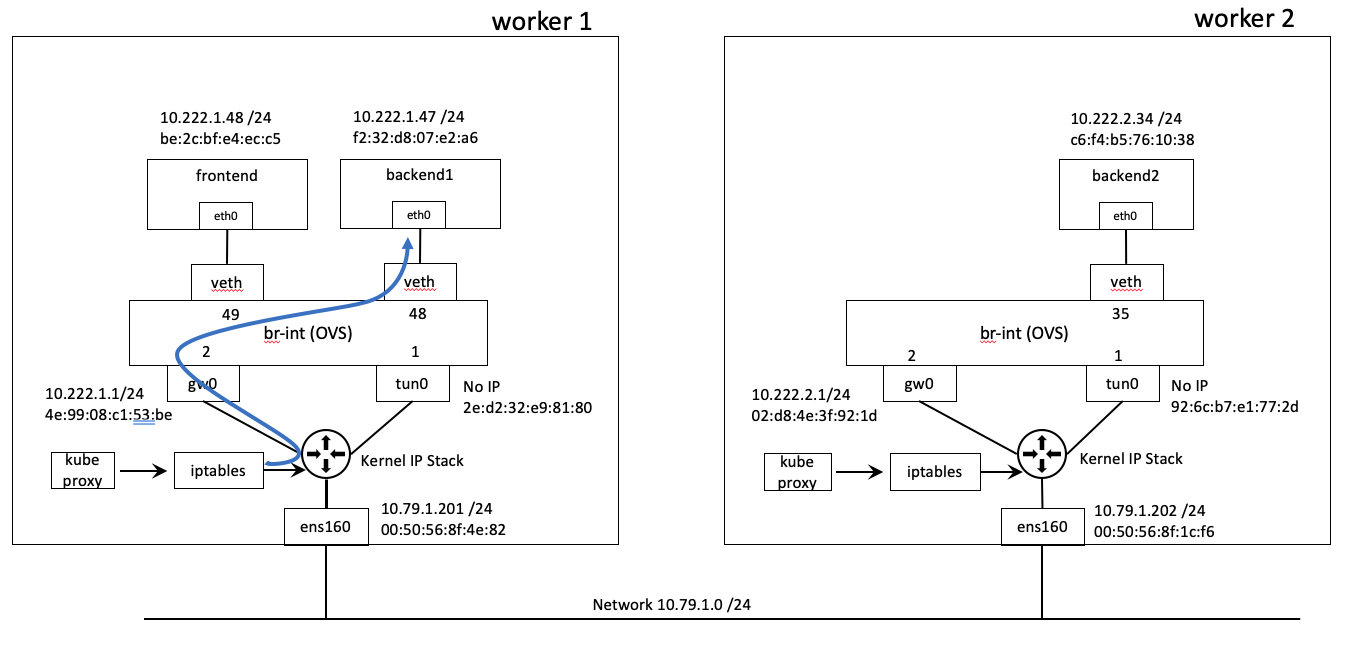 worker 1
10.222.1.48 /24
be:2c:bf:e4:ec:c5
10.222.1.47 /24
f2:32:d8:07:e2:a6
frontend
eth0
backend1
eth0
veth
veth
49
48
br-int (OVS)
2
1
gw0
tun0
10.222.1.1/24
4e:99:08:c1:53:be
No IP
2e:d2:32:e9:81:80
kube
proxy
iptables
Kernel IP Stack
10.79.1.201 /24
00:50:56:8f:4e:82
ens160
worker 2
10.222.2.34 /24
c6:f4:b5:76:10:38
backend2
eth0
veth
35
br-int (OVS)
2
1
gw0
tun0
10.222.2.1/24
02:d8:4e:3f:92:1d
No IP
92:6c:b7:e1:77:2d
kube
proxy
iptables
Kernel IP Stack
10.79.1.202 /24
00:50:56:8f:1c:f6
ens160
Network 10.79.1.0 /24